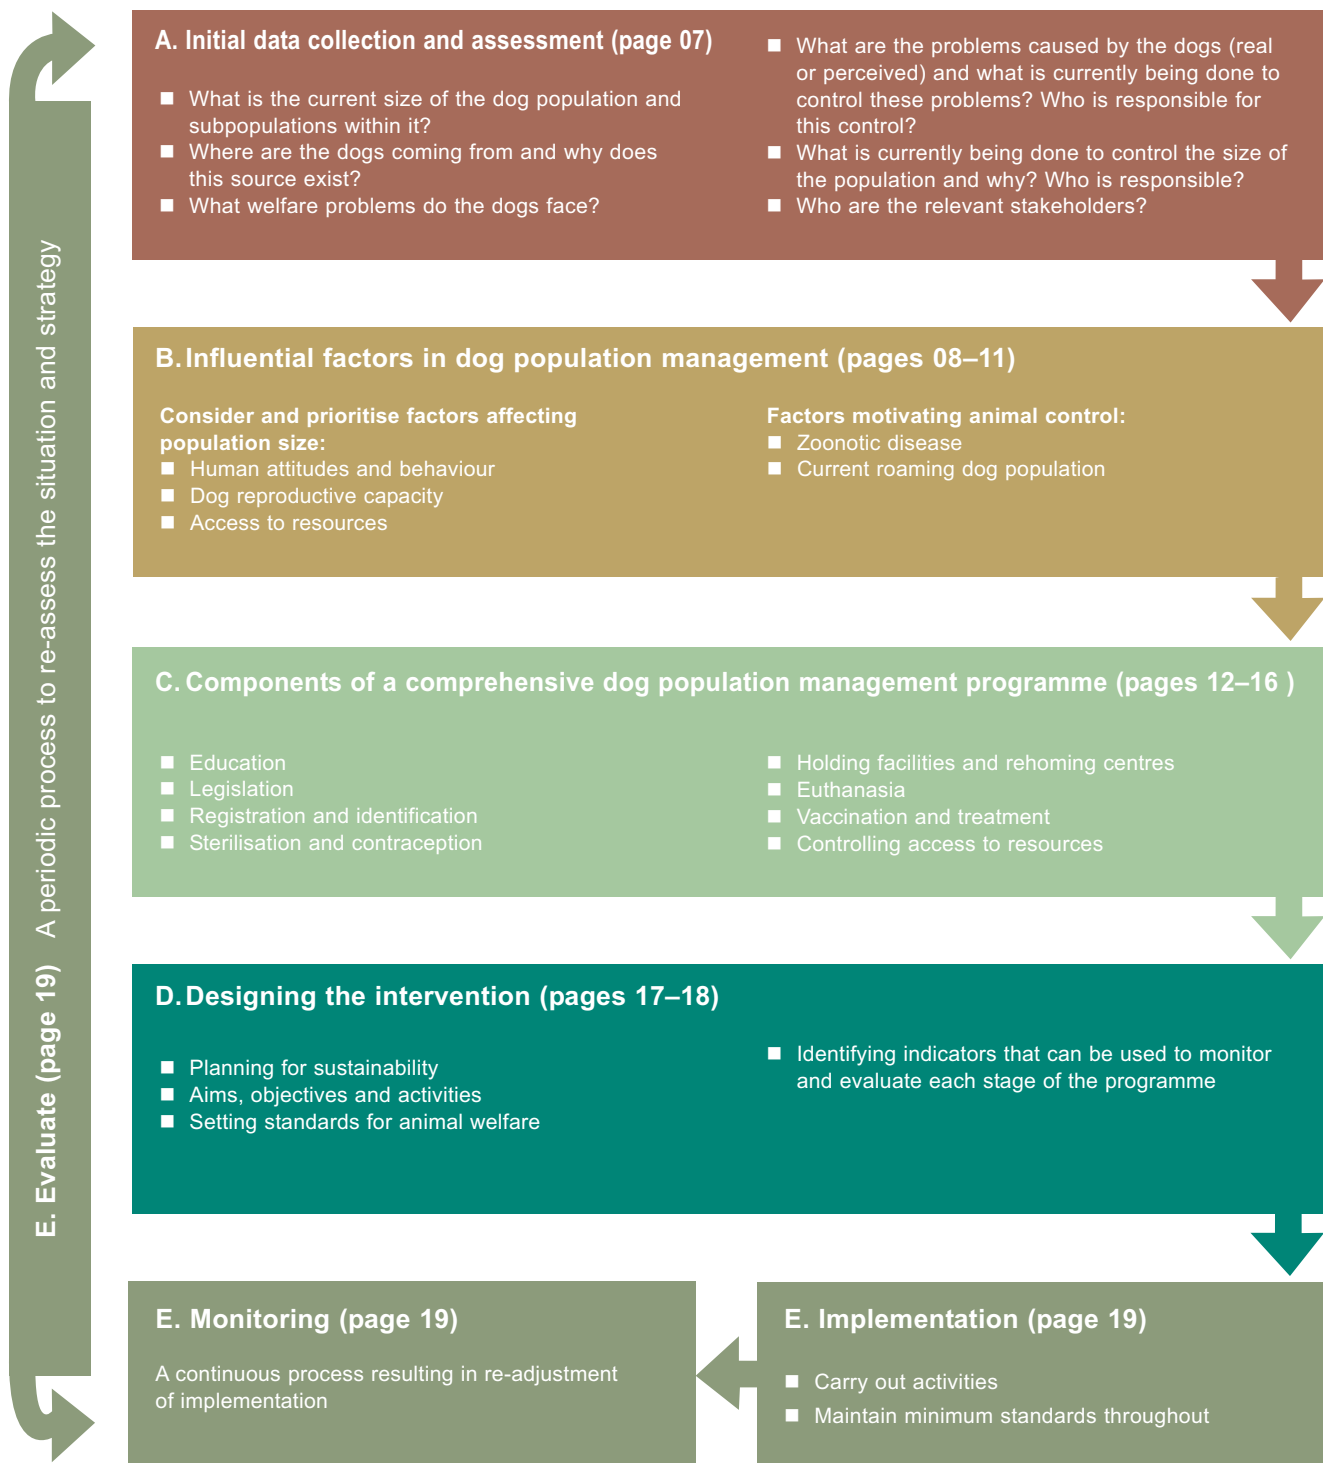 A. Initial data collection and assessment (page 07)
■ What is the current size of the dog population and
subpopulations within it?
■ Where are the dogs coming from and why does
this source exist?
■ What welfare problems do the dogs face?
■ What are the problems caused by the dogs (real
or perceived) and what is currently being done to
control these problems? Who is responsible for
this control?
■ What is currently being done to control the size of
the population and why? Who is responsible?
■ Who are the relevant stakeholders?
B. Influential factors in dog population management (pages 08–11)
Consider and prioritise factors affecting
population size:
■ Human attitudes and behaviour
■ Dog reproductive capacity
■ Access to resources
Factors motivating animal control:
■ Zoonotic disease
■ Current roaming dog population
C. Components of a comprehensive dog population management programme (pages 12–16 )
■ Education
■ Legislation
■ Registration and identification
■ Sterilisation and contraception
■ Holding facilities and rehoming centres
■ Euthanasia
■ Vaccination and treatment
■ Controlling access to resources
D. Designing the intervention (pages 17–18)
■ Planning for sustainability
■ Aims, objectives and activities
■ Setting standards for animal welfare
■ Identifying indicators that can be used to monitor
and evaluate each stage of the programme
E. Implementation (page 19)
■ Carry out activities
■ Maintain minimum standards throughout
E. Monitoring (page 19)
A continuous process resulting in re-adjustment
of implementation
E. Evaluate (page 19) A periodic process to re-assess the situation and strategy